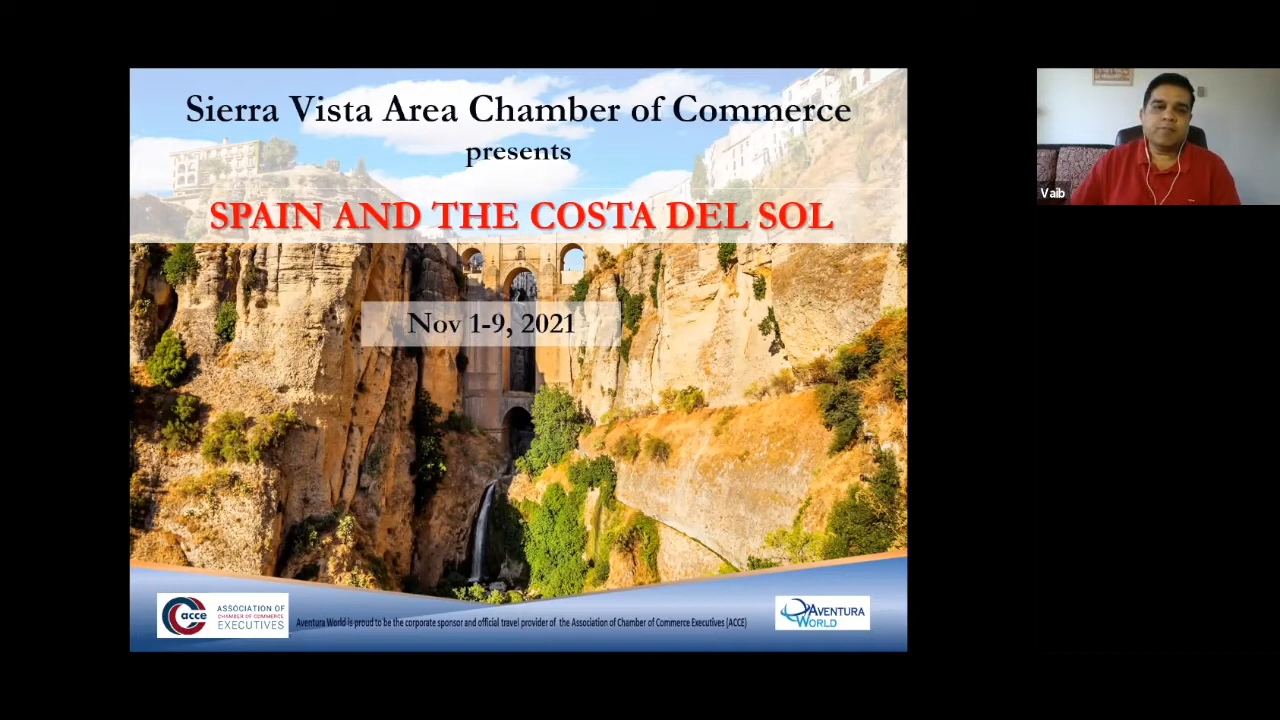 Sierra Vista Area Chamber of Commerce
presents
SPAIN AND THE COSTA DEL SOL
Nov 1-9, 2021
Vaib
acce
ASSOCIATION OF
CHAMBER OF COMMERCE
EXECUTIVES
Aventura World is proud to be the corporate sponsor and official travel provider of the Association of Chamber of Commerce Executives (ACCE)
AVENTURA
WORLD